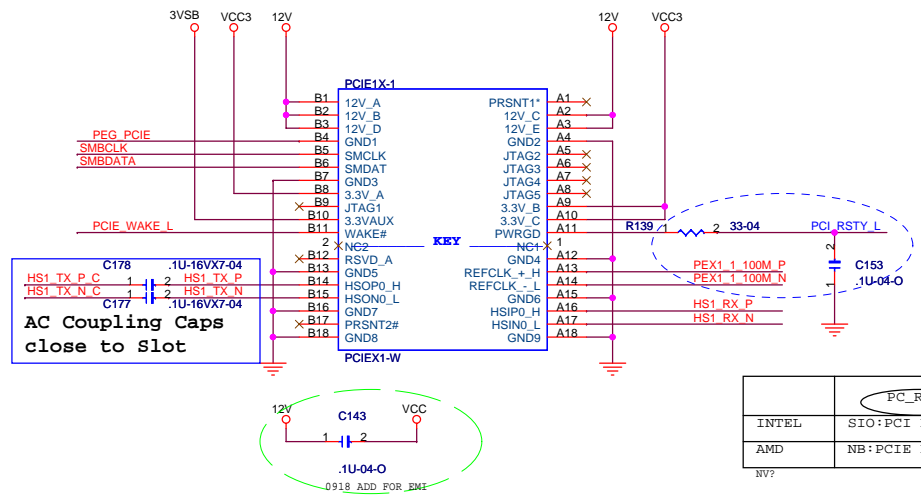 3VSB VCC3 12V 12V VCC3
PCIE1X-1
B1 12V_A PRSNT1* A1
B2 12V_B 12V_C A2
B3 12V_D 12V_E A3
PEG_PCIE B4 GND1 GND2 A4
SMBCLK B5 SMCLK JTAG2 A5
SMBDATA B6 SMDAT JTAG3 A6
B7 GND3 JTAG4 A7
B8 3.3V_A JTAG5 A8
B9 JTAG1 3.3V_B A9
B10 3.3VAUX 3.3V_C A10
PCIE_WAKE_L B11 WAKE# PWRGD A11 R139 1 2 33-04 PCI_RSTY_L
2 NC2 KEY NC1 1
B12 RSVD_A GND4 A12
B13 GND5 REFCLK_+_H A13 PEX1_1_100M_P
HS1_TX_P_C C178 1 2 .1U-16VX7-04 HS1_TX_P B14 HSOP0_H REFCLK_-_L A14 PEX1_1_100M_N
HS1_TX_N_C C177 1 2 .1U-16VX7-04 HS1_TX_N B15 HSON0_L GND6 A15
B16 GND7 HSIP0_H A16 HS1_RX_P
B17 PRSNT2# HSIN0_L A17 HS1_RX_N
B18 GND8 GND9 A18
PCIEX1-W
2 C153
1 .1U-04-O
AC Coupling Caps
close to Slot
12V C143 VCC
1 2
.1U-04-O
0918 ADD FOR EMI
PC_R
INTEL SIO:PCI
AMD NB:PCIE
NV?